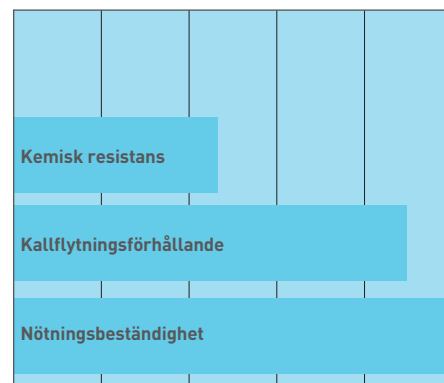 Kemisk resistans
Kallflytningsförhållande
Nötningsbeständighet